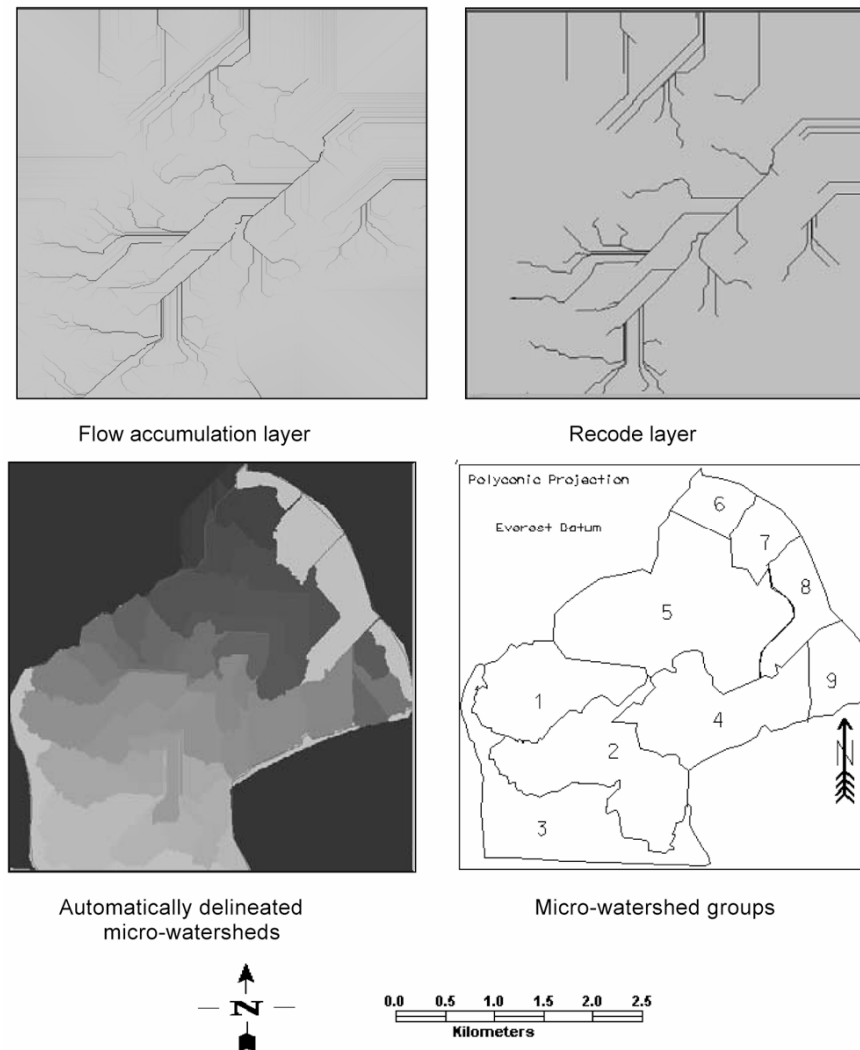 Flow accumulation layer
Recode layer
Polyconic Projection
Everest Datum
6
7
8
5
9
1
4
2
3
N
Automatically delineated
micro-watersheds
Micro-watershed groups
N
0.0 0.5 1.0 1.5 2.0 2.5
Kilometers